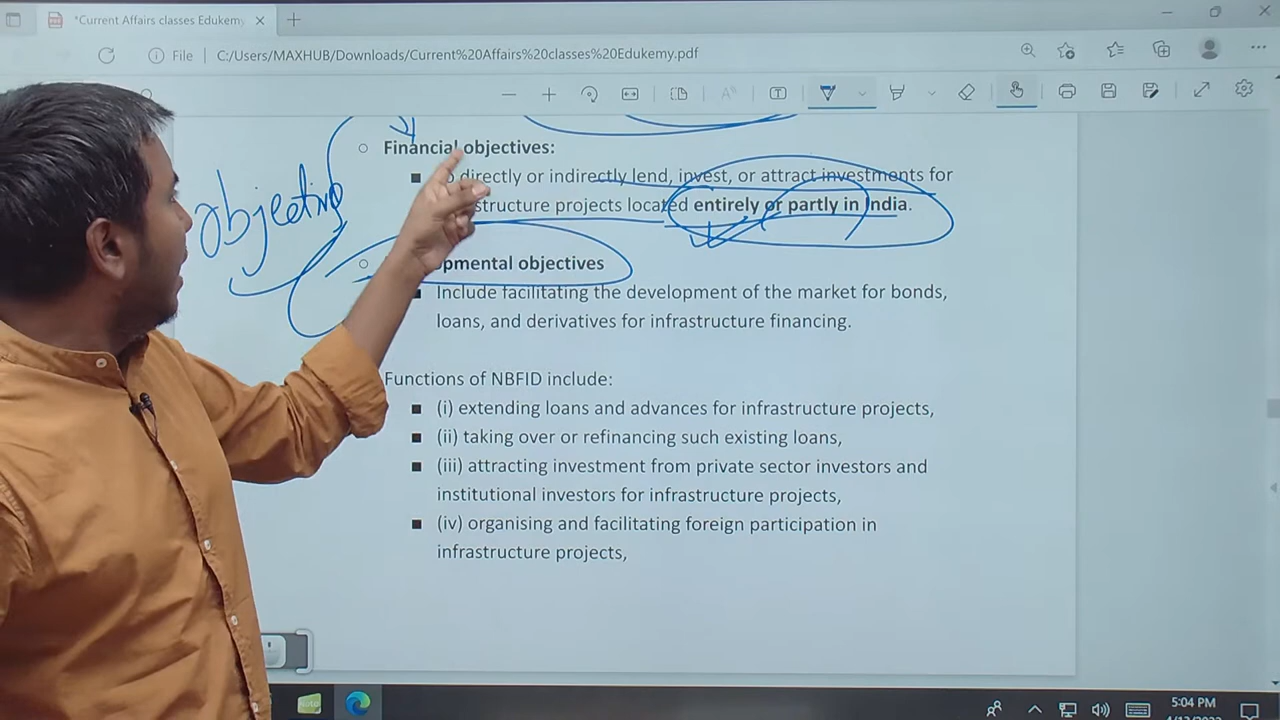 *Current Affairs classes Edukemy
File
C:/Users/MAXHUB/Downloads/Current%20Affairs%20classes%20Edukemy.pdf
Financial objectives:
directly or indirectly lend, invest, or attract investments for
structure projects located entirely or partly in India.
objective
pmental objectives
Include facilitating the development of the market for bonds,
loans, and derivatives for infrastructure financing.
Functions of NBFID include:
(i) extending loans and advances for infrastructure projects,
(ii) taking over or refinancing such existing loans,
(iii) attracting investment from private sector investors and
institutional investors for infrastructure projects,
(iv) organising and facilitating foreign participation in
infrastructure projects,
5:04 PM